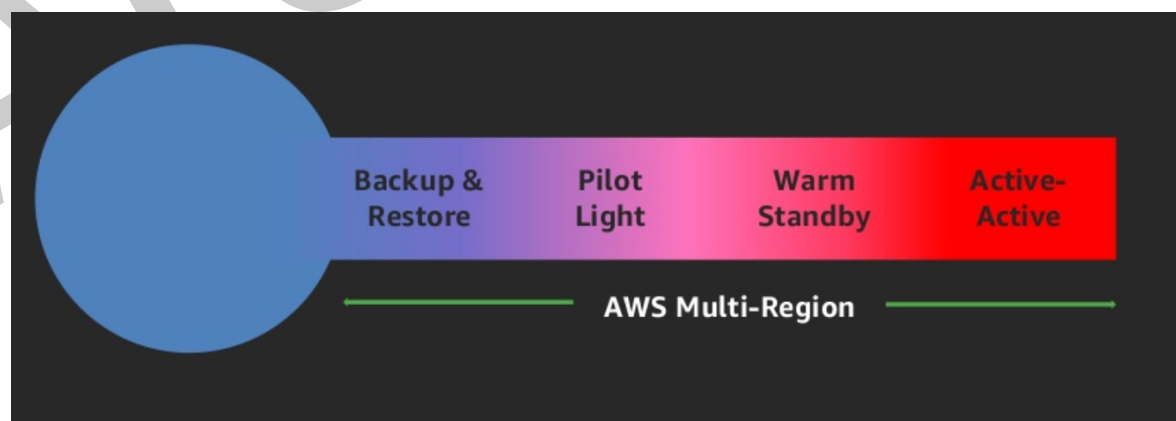 Backup &
Restore
Pilot
Light
Warm
Standby
Active-
Active
AWS Multi-Region